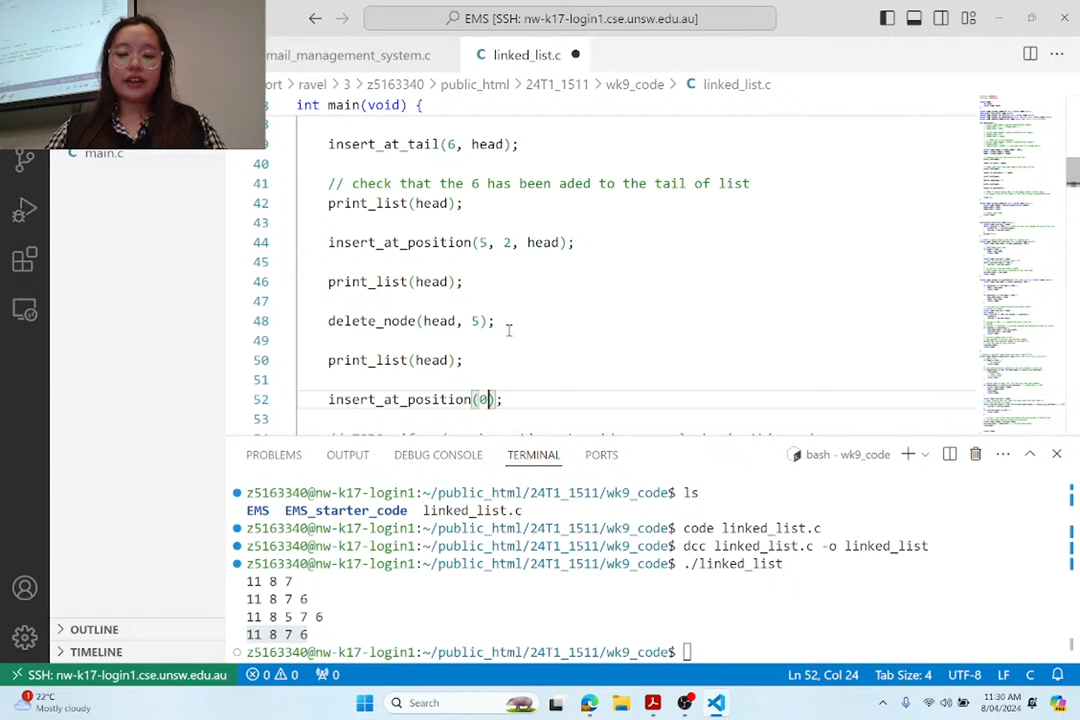 EMS [SSH: nw-k17-login1.cse.unsw.edu.au]
mail_management_system.c
linked_list.c
ort > ravel > 3 > z5163340 > public_html > 24T1_1511 > wk9_code > C linked_list.c
int main(void) {
main.c
insert_at_tail(6, head);
40
41 // check that the 6 has been aded to the tail of list
42 print_list(head);
43
44 insert_at_position(5, 2, head);
45
46 print_list(head);
47
48 delete_node(head, 5);
49
50 print_list(head);
51
52 insert_at_position(0);
53
PROBLEMS OUTPUT DEBUG CONSOLE TERMINAL PORTS bash - wk9_code
z5163340@nw-k17-login1:~/public_html/24T1_1511/wk9_code$ ls
EMS EMS_starter_code linked_list.c
z5163340@nw-k17-login1:~/public_html/24T1_1511/wk9_code$ code linked_list.c
z5163340@nw-k17-login1:~/public_html/24T1_1511/wk9_code$ dcc linked_list.c -o linked_list
z5163340@nw-k17-login1:~/public_html/24T1_1511/wk9_code$ ./linked_list
11 8 7
11 8 7 6
11 8 5 7 6
11 8 7 6
z5163340@nw-k17-login1:~/public_html/24T1_1511/wk9_code$
OUTLINE
TIMELINE
SSH: nw-k17-login1.cse.unsw.edu.au 0 0 0 Ln 52, Col 24 Tab Size: 4 UTF-8 LF C
22°C
Mostly cloudy
Search
11:30 AM
8/04/2024